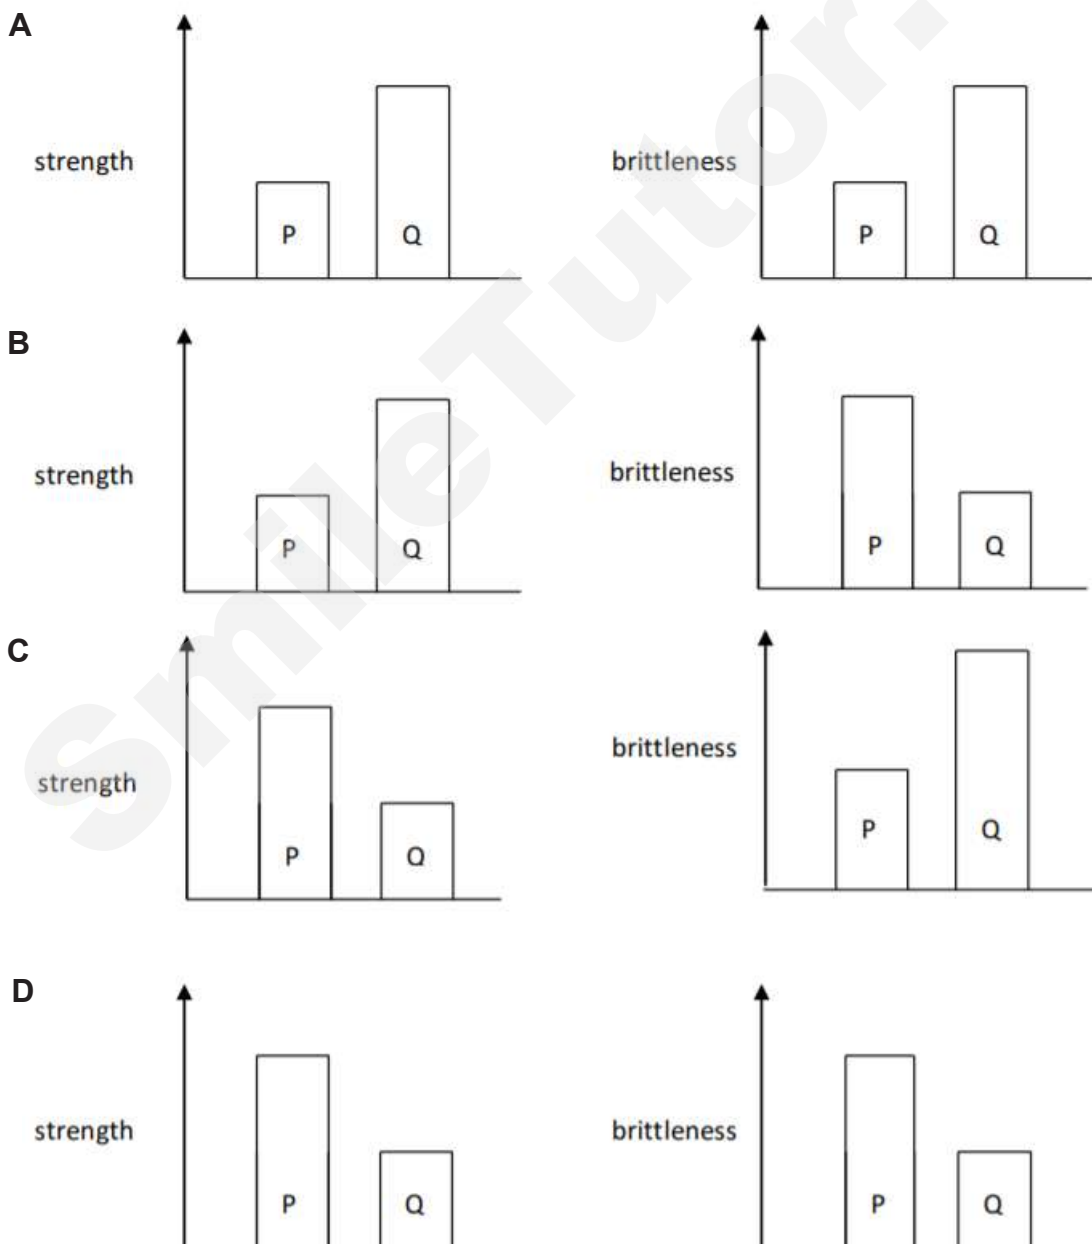 A
strength
P
Q
brittleness
P
Q
B
strength
P
Q
brittleness
P
Q
C
strength
P
Q
brittleness
P
Q
D
strength
P
Q
brittleness
P
Q
SmileTutor.